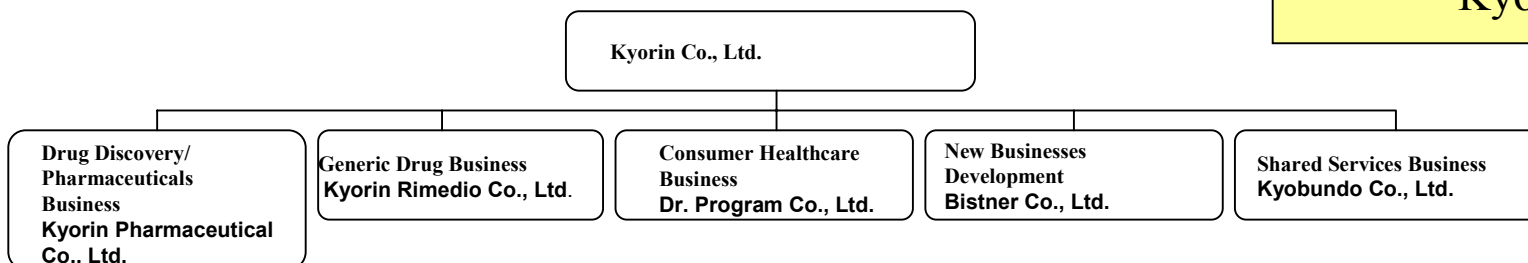 Kyorin Co., Ltd.
Drug Discovery/
Pharmaceuticals
Business
Kyorin Pharmaceutical
Co., Ltd.
Generic Drug Business
Kyorin Rimedio Co., Ltd.
Consumer Healthcare
Business
Dr. Program Co., Ltd.
New Businesses
Development
Bistner Co., Ltd.
Shared Services Business
Kyobundo Co., Ltd.